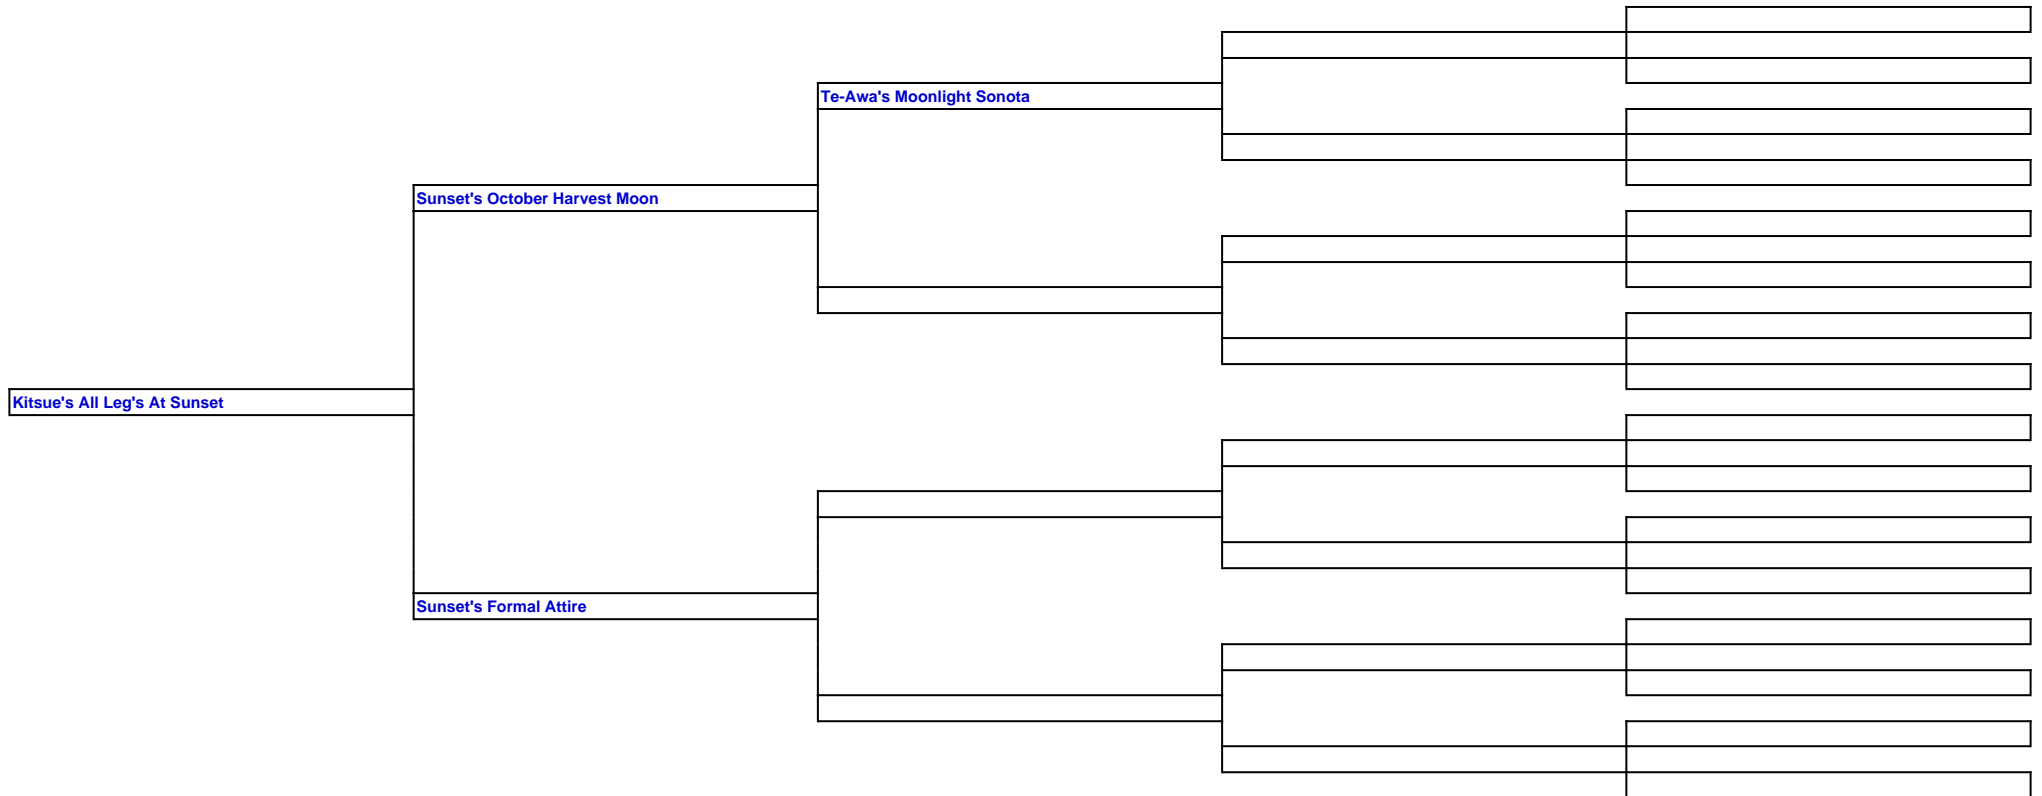 Te-Awa's Moonlight Sonota
Sunset's October Harvest Moon
Kitsue's All Leg's At Sunset
Sunset's Formal Attire